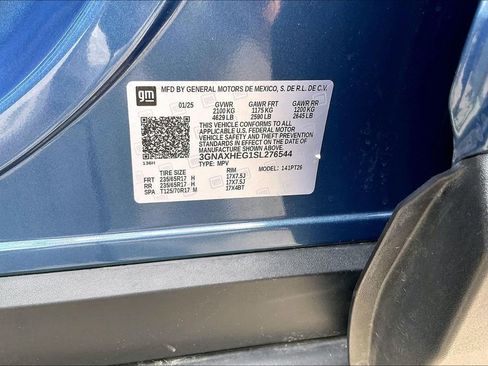 gm
MFD BY GENERAL MOTORS DE MEXICO, S. DE R.L. DE C.V.
01/25 GVWR GAWR FRT GAWR RR
2100 KG 1175 KG 1200 KG
4629 LB 2590 LB 2645 LB
THIS VEHICLE CONFORMS TO ALL
APPLICABLE U.S. FEDERAL MOTOR
VEHICLE SAFETY AND THEFT PREVENTION
STANDARDS IN EFFECT ON THE DATE OF
MANUFACTURE SHOWN ABOVE.
3GNAXHEG1SL276544
TYPE: MPV MODEL: 141PT26
TIRE SIZE RIM
FRT 235/65R17 H 17X7.5J
RR 235/65R17 H 17X7.5J
SPA T125/70R17 M 17X4BT